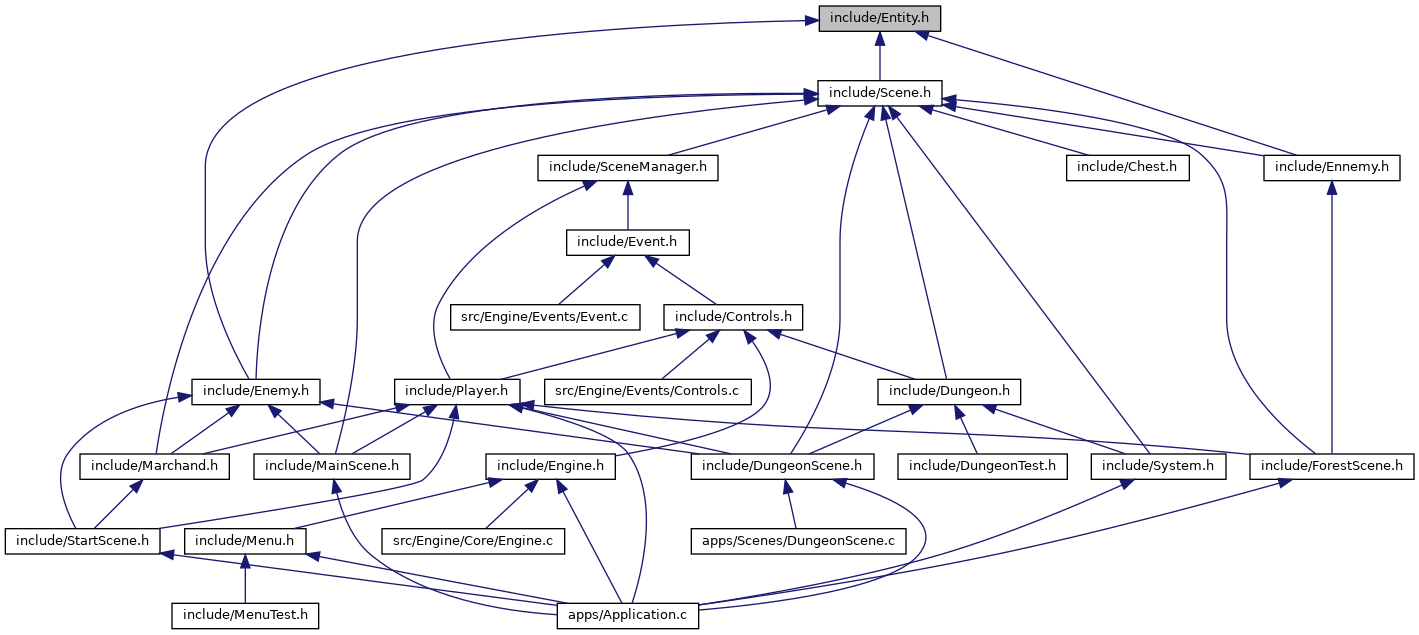 include/Entity.h
include/Scene.h
include/SceneManager.h
include/Chest.h
include/Ennemy.h
include/Event.h
src/Engine/Events/Event.c
include/Controls.h
include/Enemy.h
include/Player.h
src/Engine/Events/Controls.c
include/Dungeon.h
include/Marchand.h
include/MainScene.h
include/Engine.h
include/DungeonScene.h
include/DungeonTest.h
include/System.h
include/ForestScene.h
include/StartScene.h
include/Menu.h
src/Engine/Core/Engine.c
apps/Scenes/DungeonScene.c
include/MenuTest.h
apps/Application.c